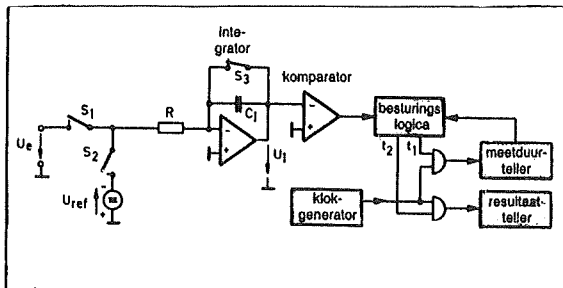 inte-
grator
S3
komparator
S1
R
CI
-
+
-
+
besturings
logica
t2
t1
Ue
S2
UI
meetduur-
teller
Uref
-
+
klok-
generator
resultaat-
teller